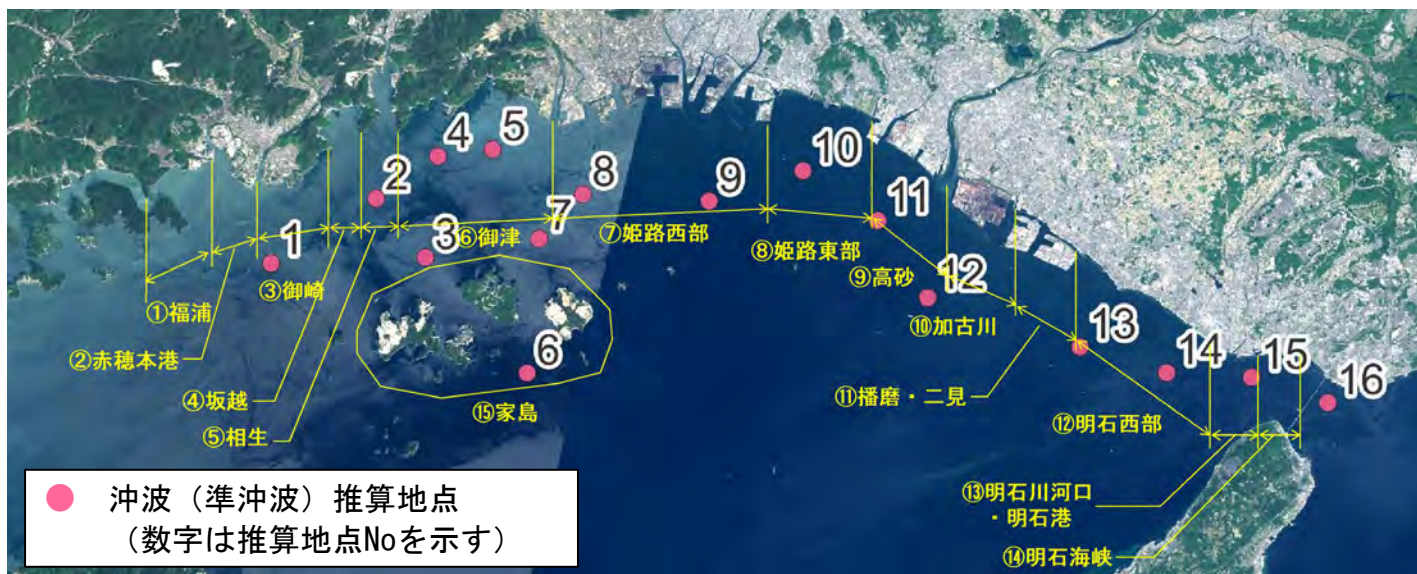 1
2
3
4
5
6
7
8
9
10
11
12
13
14
15
16
①福浦
②赤穂本港
③御崎
④坂越
⑤相生
⑥御津
⑦姫路西部
⑧姫路東部
⑨高砂
⑩加古川
⑪播磨・二見
⑫明石西部
⑬明石川河口
・明石港
⑭明石海峡
⑮家島
沖波（準沖波）推算地点
（数字は推算地点Noを示す）